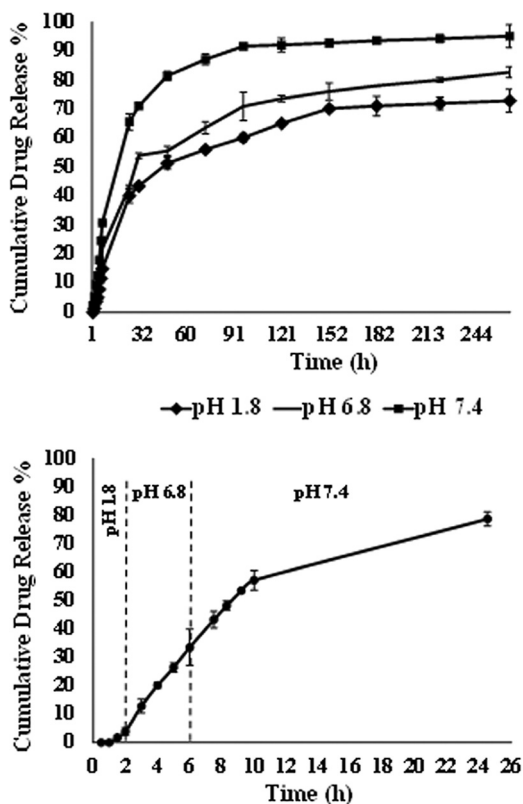 Cumulative Drug Release %
100
90
80
70
60
50
40
30
20
10
0
1 32 60 91 121 152 182 213 244
Time (h)
pH 1.8 pH 6.8 pH 7.4
Cumulative Drug Release %
100
90
80
70
60
50
40
30
20
10
0
pH 1.8
pH 6.8
pH 7.4
0 2 4 6 8 10 12 14 16 18 20 22 24 26
Time (h)